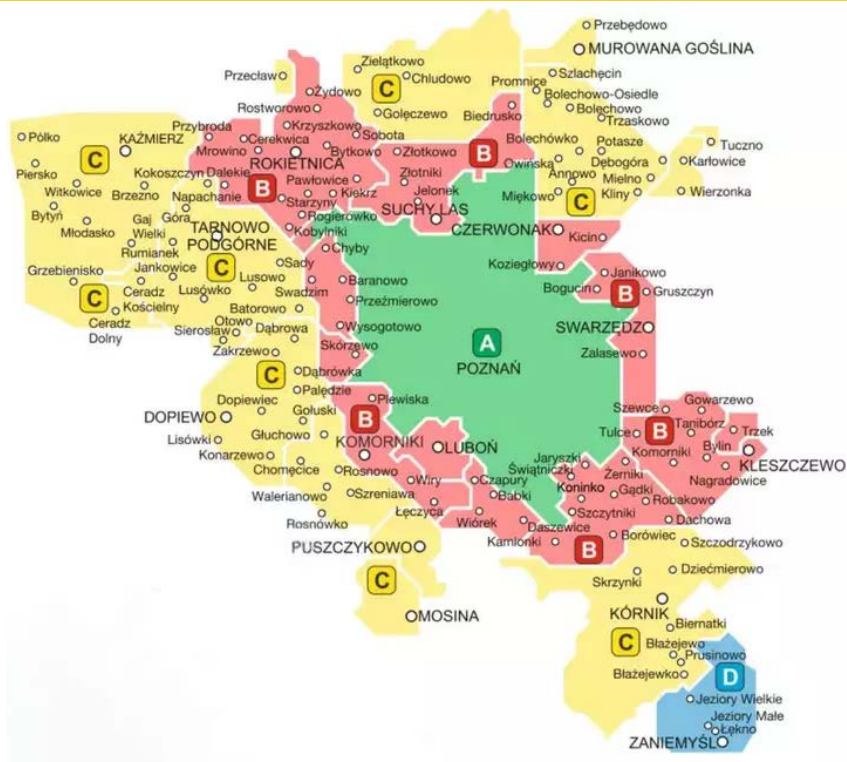 Przebędowo
MUROWANA GOŚLINA
Zielątkowo
Przecław
C
Chludowo
Szlachęcin
Promnice
Bolechowo-Osiedle
Żydowo
Rostworowo
Gołęczewo
Biedrusko
Bolechowo
Trzaskowo
Pólko
KAŹMIERZ
Przybroda
Krzyszkowo
Sobota
Bolechówko
Potasze
Tuczno
C
Cerekwica
Mrowino
Bytkowo
Złotkowo
B
Owińska
Dębogóra
Karłowice
Piersko
Kokoszczyn
Dalekie
ROKIETNICA
Złotniki
Annowo
Mielno
Witkowice
Brzezno
Napachanie
B
Pawłowice
Kiekrz
Jelonek
Miękowo
C
Kliny
Wierzonka
Bytyń
Góra
Starzyny
SUCHY LAS
Młodasko
Gaj
Wielki
TARNOWO
PODGÓRNE
Rogierówko
Kobylniki
CZERWONAK
Kicin
Rumianek
Chyby
Grzebienisko
Jankowice
C
Sady
Koziegłowy
Janikowo
C
Ceradz
Kościelny
Lusówko
Lusowo
Swadzim
Baranowo
Bogucin
B
Gruszczyn
Przeźmierowo
Ceradz
Dolny
Batorowo
Otowo
Sierosław
Dąbrowa
Wysogotowo
SWARZĘDZ
Zakrzewo
Skórzewo
A
POZNAŃ
Zalasewo
C
Dąbrówka
Palędzie
Dopiewiec
Plewiska
Gowarzewo
DOPIEWO
Gołuski
B
Szewce
Tanibórz
Trzek
Lisówki
Głuchowo
KOMORNIKI
LUBOŃ
Tulce
B
Konarzewo
Jaryszki
Komorniki
Bylin
KLESZCZEWO
Chomęcice
Rosnowo
Świątniczki
Żerniki
Nagradowice
Wiry
Czapury
Koninko
Gądki
Walerianowo
Szreniawa
Babki
Robakowo
Rosnówko
Łęczyca
Wiórek
Szczytniki
Daszewice
Dachowa
PUSZCZYKOWO
Kamionki
B
Borówiec
Szczodrzykowo
C
Skrzynki
Dziećmierowo
MOSINA
KÓRNIK
Biernatki
C
Błażejewo
Prusinowo
Błażejewko
D
Jeziory Wielkie
Jeziory Małe
Łękno
ZANIEMYŚL